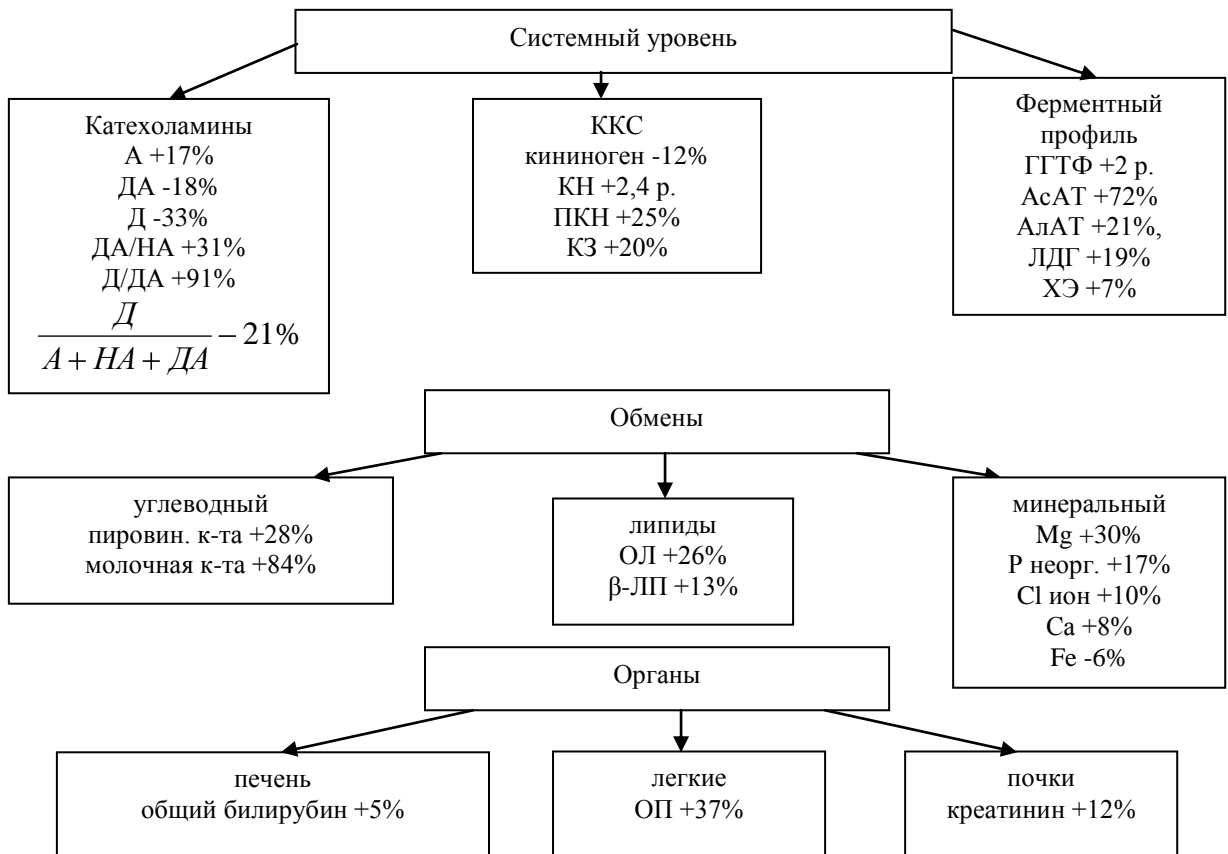 Системный уровень
Катехоламины
А +17%
ДА -18%
Д -33%
ДА/НА +31%
Д/ДА +91%
Д
А + НА + ДА
− 21%
ККС
кининоген -12%
КН +2,4 р.
ПКН +25%
КЗ +20%
Ферментный
профиль
ГГТФ +2 р.
АсАТ +72%
АлАТ +21%,
ЛДГ +19%
ХЭ +7%
Обмены
углеводный
пировин. к-та +28%
молочная к-та +84%
липиды
ОЛ +26%
β-ЛП +13%
минеральный
Mg +30%
Р неорг. +17%
Cl ион +10%
Са +8%
Fe -6%
Органы
печень
общий билирубин +5%
легкие
ОП +37%
почки
креатинин +12%